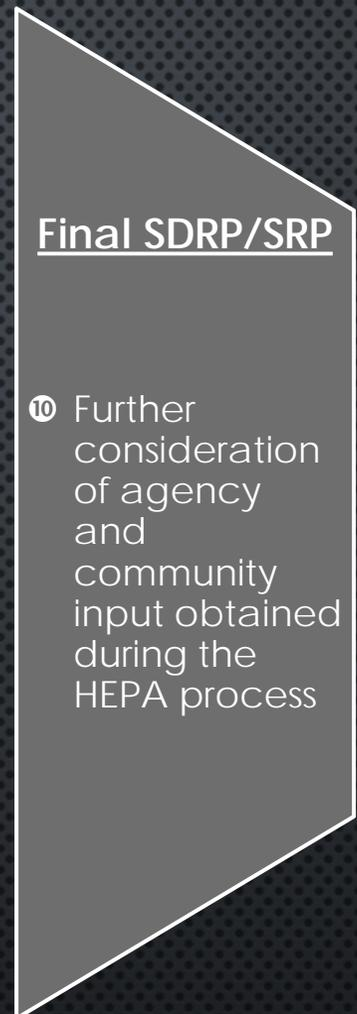 Final SDRP/SRP
❿ Further
consideration
of agency
and
community
input obtained
during the
HEPA process